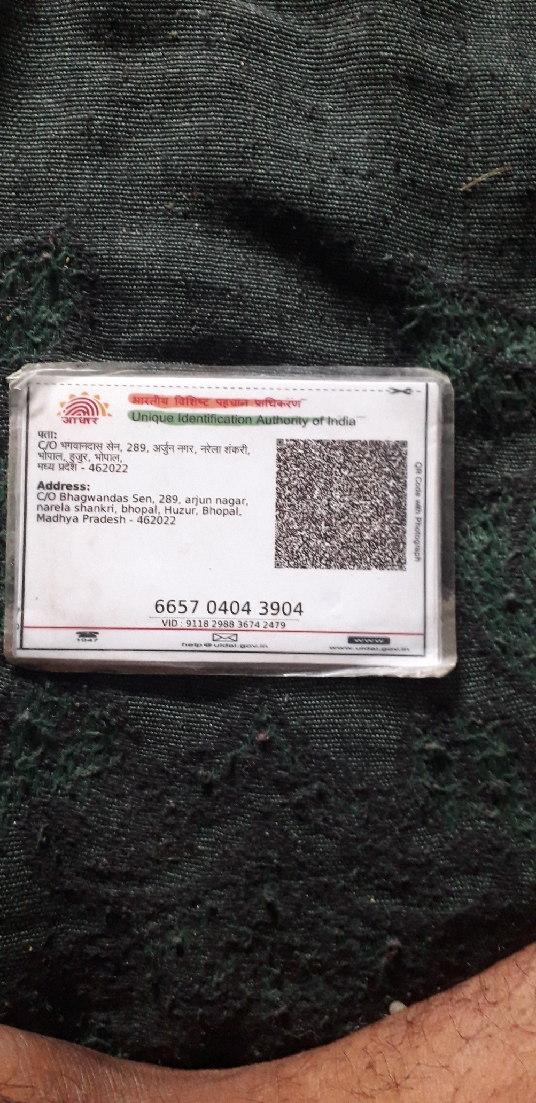 भारतीय विशिष्ट पहचान प्राधिकरण
Unique Identification Authority of India
आधार
पता:
C/O भगवानदास सेन, 289, अर्जुन नगर, नरेला शंकरी,
भोपाल, हुजुर, भोपाल,
मध्य प्रदेश - 462022
Address:
C/O Bhagwandas Sen, 289, arjun nagar,
narela shankri, bhopal, Huzur, Bhopal,
Madhya Pradesh - 462022
QR Code with Photograph
6657 0404 3904
VID : 9118 2988 3674 2479
1947
help@uidai.gov.in
www
www.uidai.gov.in